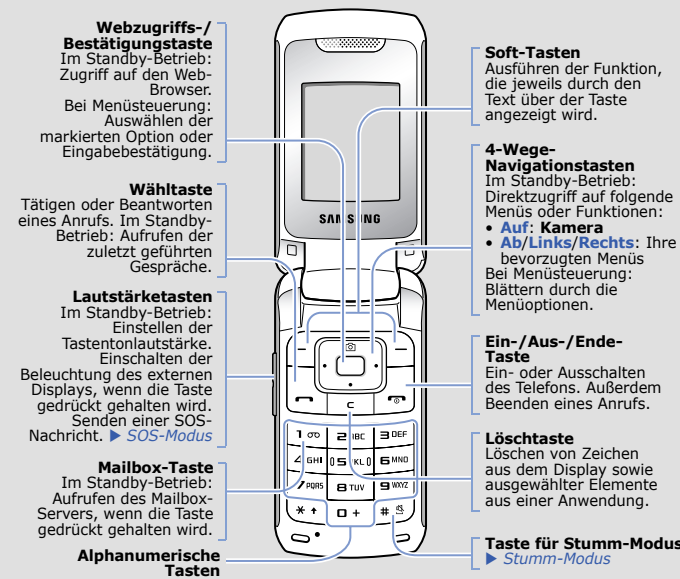 Webzugriffs-/
Bestätigungstaste
Im Standby-Betrieb:
Zugriff auf den Web-
Browser.
Bei Menüsteuerung:
Auswählen der
markierten Option oder
Eingabebestätigung.
Wähltaste
Tätigen oder Beantworten
eines Anrufs. Im Standby-
Betrieb: Aufrufen der
zuletzt geführten
Gespräche.
Lautstärketasten
Im Standby-Betrieb:
Einstellen der
Tastentonlautstärke.
Einschalten der
Beleuchtung des externen
Displays, wenn die Taste
gedrückt gehalten wird.
Senden einer SOS-
Nachricht. ▶ SOS-Modus
Mailbox-Taste
Im Standby-Betrieb:
Aufrufen des Mailbox-
Servers, wenn die Taste
gedrückt gehalten wird.
Alphanumerische
Tasten
SAMSUNG
C
1
2 ABC
3 DEF
4 GHI
5 JKL
6 MNO
7 PQRS
8 TUV
9 WXYZ
*
0 +
#
Soft-Tasten
Ausführen der Funktion,
die jeweils durch den
Text über der Taste
angezeigt wird.
4-Wege-
Navigationstasten
Im Standby-Betrieb:
Direktzugriff auf folgende
Menüs oder Funktionen:
• Auf: Kamera
• Ab/Links/Rechts: Ihre
bevorzugten Menüs
Bei Menüsteuerung:
Blättern durch die
Menüoptionen.
Ein-/Aus-/Ende-
Taste
Ein- oder Ausschalten
des Telefons. Außerdem
Beenden eines Anrufs.
Löschtaste
Löschen von Zeichen
aus dem Display sowie
ausgewählter Elemente
aus einer Anwendung.
Taste für Stumm-Modus
▶ Stumm-Modus